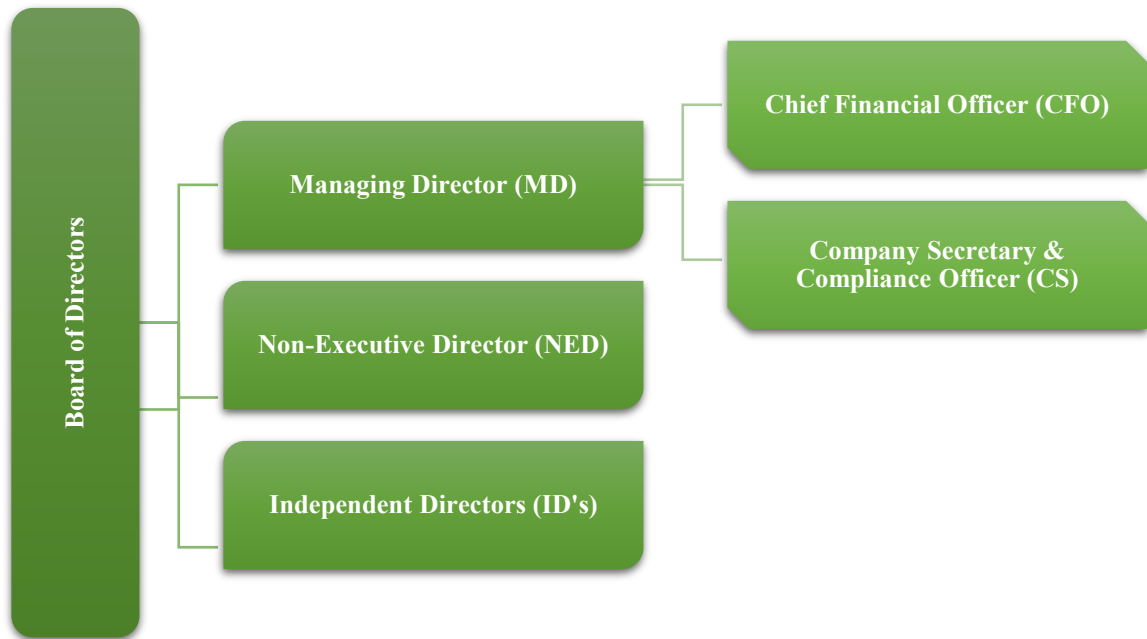 Board of Directors
Managing Director (MD)
Non-Executive Director (NED)
Independent Directors (ID's)
Chief Financial Officer (CFO)
Company Secretary &
Compliance Officer (CS)